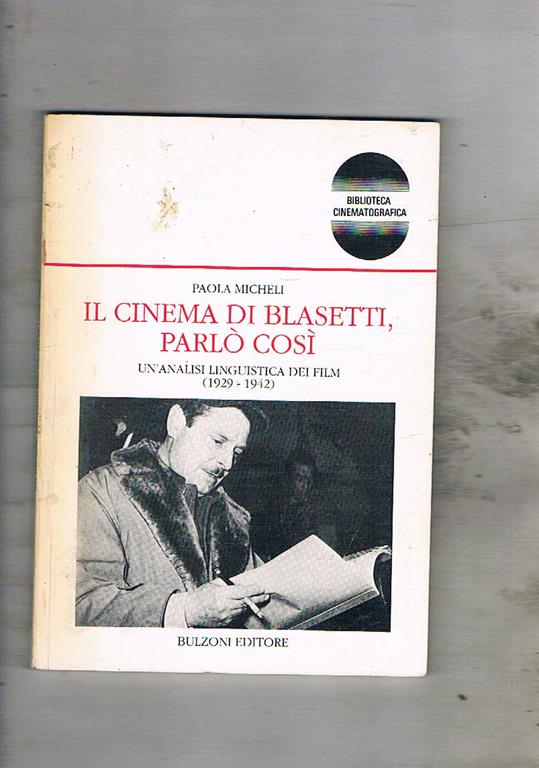 BIBLIOTECA
CINEMATOGRAFICA
PAOLA MICHELI
IL CINEMA DI BLASETTI,
PARLÒ COSÌ
UN'ANALISI LINGUISTICA DEI FILM
(1929 - 1942)
BULZONI EDITORE